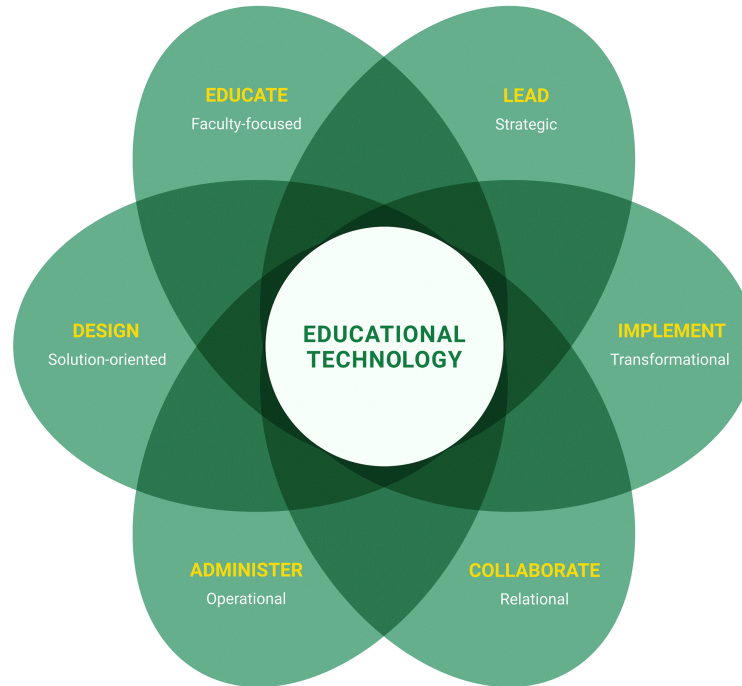 EDUCATE
Faculty-focused
LEAD
Strategic
DESIGN
Solution-oriented
EDUCATIONAL
TECHNOLOGY
IMPLEMENT
Transformational
ADMINISTER
Operational
COLLABORATE
Relational